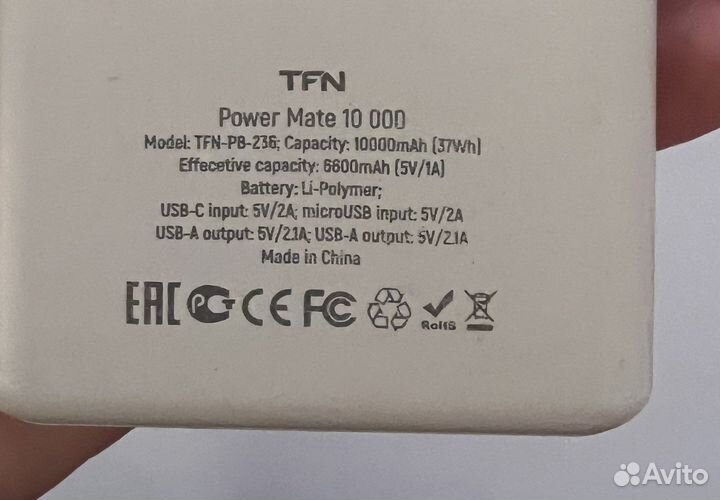 TFN
Power Mate 10 000
Model: TFN-PB-236; Capacity: 10000mAh (37Wh)
Effecetive capacity: 6600mAh (5V/1A)
Battery: Li-Polymer;
USB-C input: 5V/2A; microUSB input: 5V/2A
USB-A output: 5V/2.1A; USB-A output: 5V/2.1A
Made in China
EAC PCT CE FC RoHS
Avito